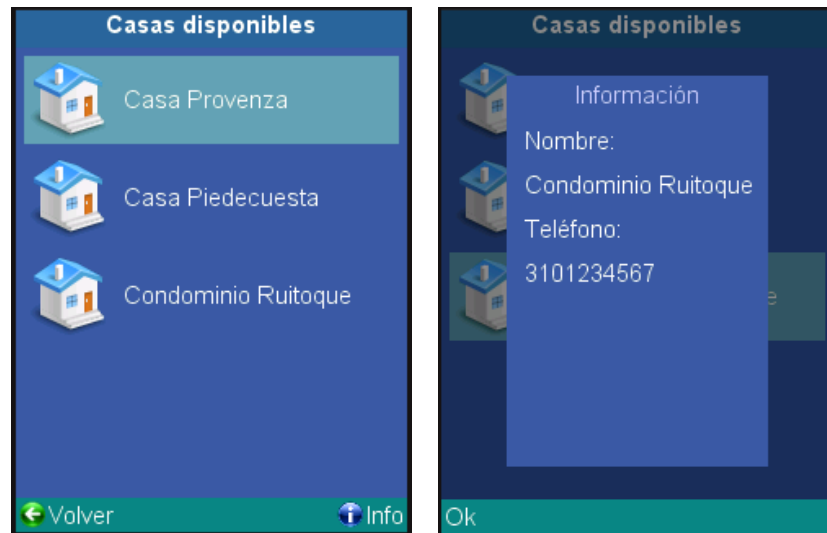 Casas disponibles
Casa Provenza
Casa Piedecuesta
Condominio Ruitoque
Volver
Info
Casas disponibles
Información
Nombre:
Condominio Ruitoque
Teléfono:
3101234567
e
Ok